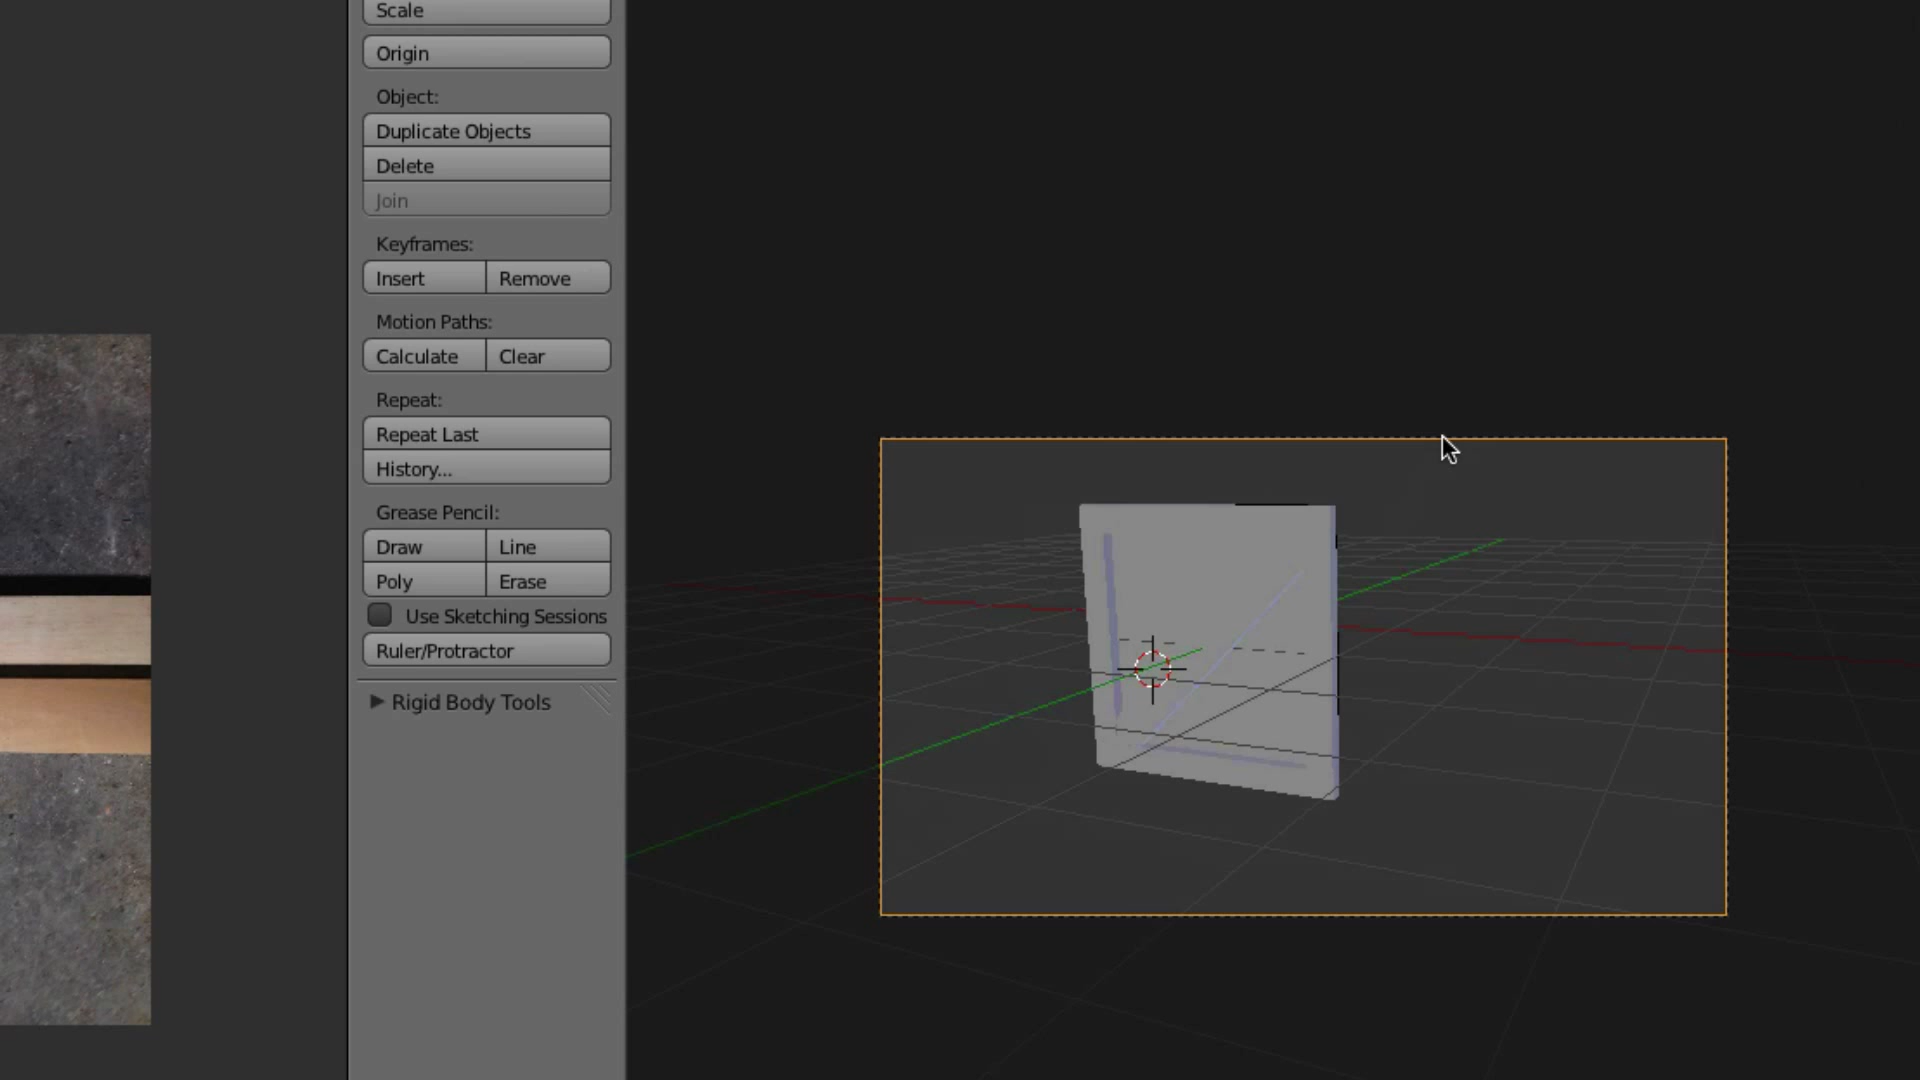 Scale
Origin
Object:
Duplicate Objects
Delete
Join
Keyframes:
Insert Remove
Motion Paths:
Calculate Clear
Repeat:
Repeat Last
History...
Grease Pencil:
Draw Line
Poly Erase
Use Sketching Sessions
Ruler/Protractor
Rigid Body Tools